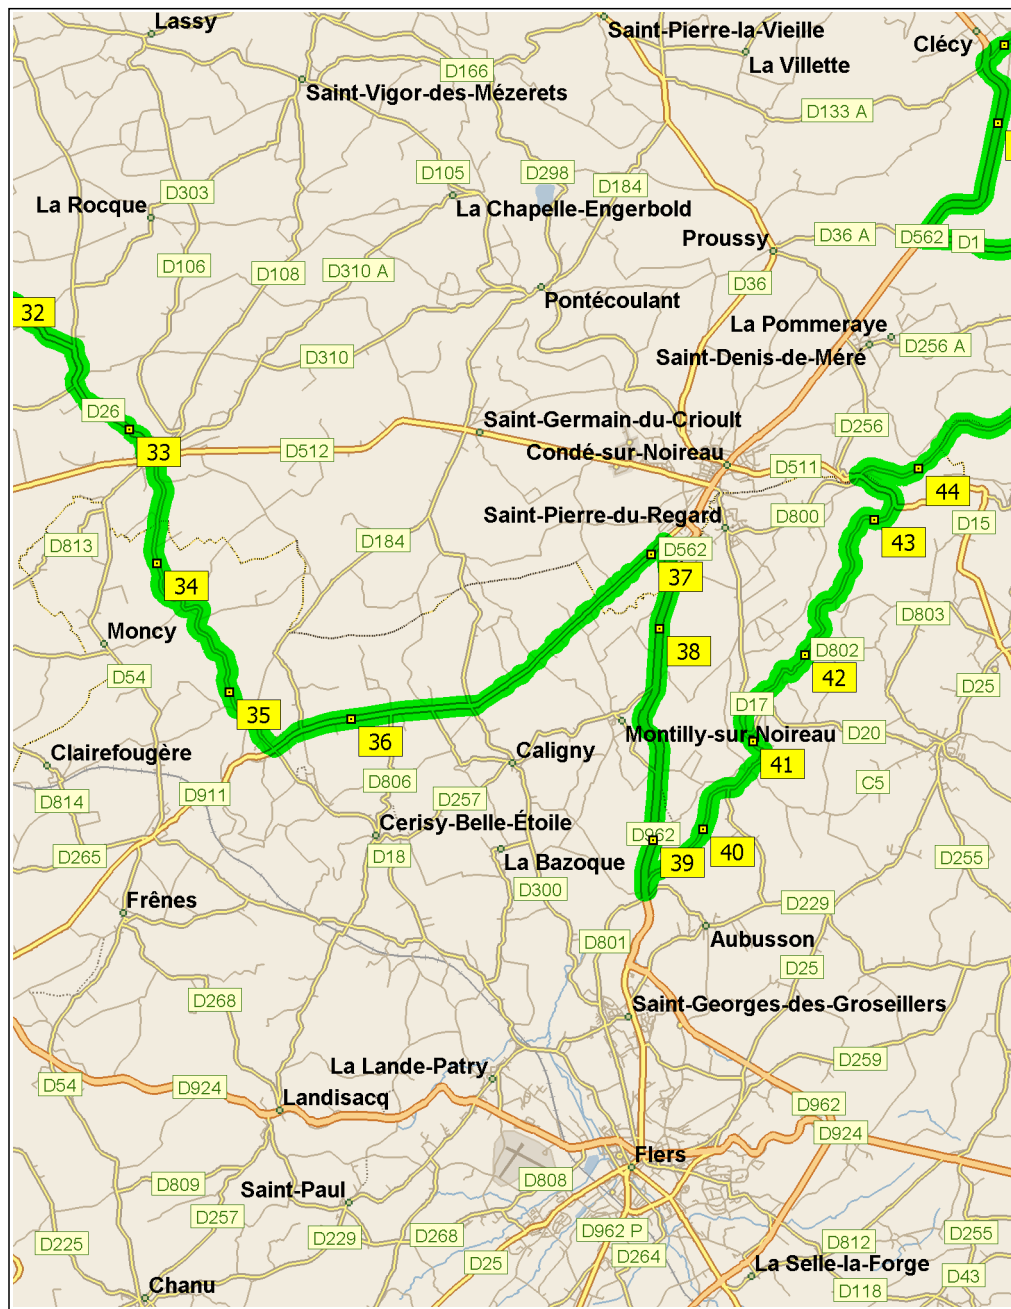 Lassy
Saint-Pierre-la-Vieille
Clécy
La Villette
D166
Saint-Vigor-des-Mézerets
D133 A
D105
D298
D184
D303
La Rocque
La Chapelle-Engerbold
Proussy
D36 A
D562
D1
D106
D108
D310 A
D36
32
Pontécoulant
La Pommeraye
D310
Saint-Denis-de-Méré
D256 A
D26
Saint-Germain-du-Crioult
D256
33
D512
Condé-sur-Noireau
D511
44
Saint-Pierre-du-Regard
D800
D15
43
D813
D184
D562
37
34
D803
Moncy
38
D802
42
D54
D25
35
D17
36
Montilly-sur-Noireau
D20
Clairefougère
Caligny
41
D806
C5
D911
D814
D257
Cerisy-Belle-Étoile
D962
40
D265
D18
La Bazoque
39
D255
D300
Frênes
D229
D801
Aubusson
D25
D268
Saint-Georges-des-Groseillers
D259
La Lande-Patry
D54
D924
Landisacq
D962
D924
Flers
D808
D809
Saint-Paul
D257
D229
D268
D962 P
D225
D812
D255
D25
D264
La Selle-la-Forge
D43
Chanu
D118